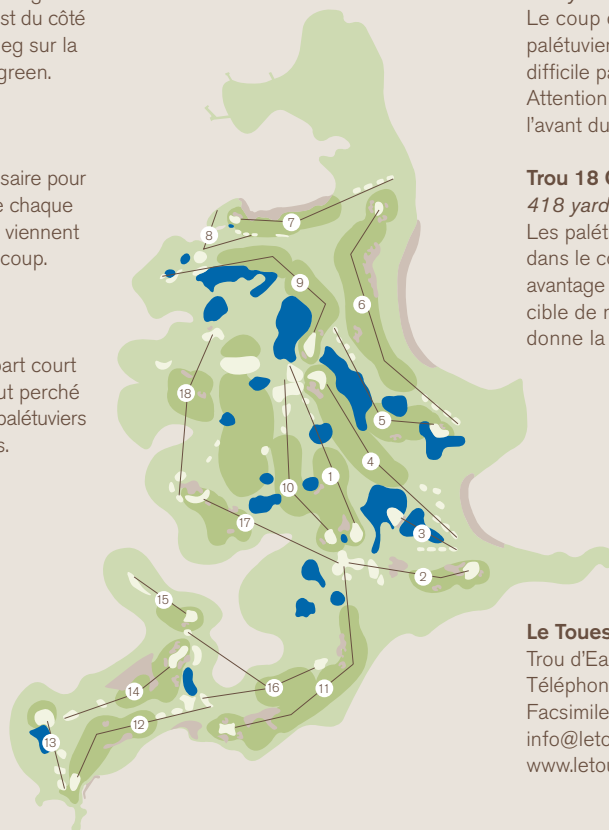 st du côté
eg sur la
green.
saire pour
e chaque
viennent
coup.
part court
ut perché
palétuviers
s.
7
8
9
6
18
5
4
1
10
17
3
2
15
14
16
11
12
13
Le coup
palétuvier
difficile pa
Attention
l'avant du
Trou 18
418 yard
Les palét
dans le co
avantage
cible de
donne la
Le Toues
Trou d'Ea
Téléphon
Facsimile
info@leto
www.letou